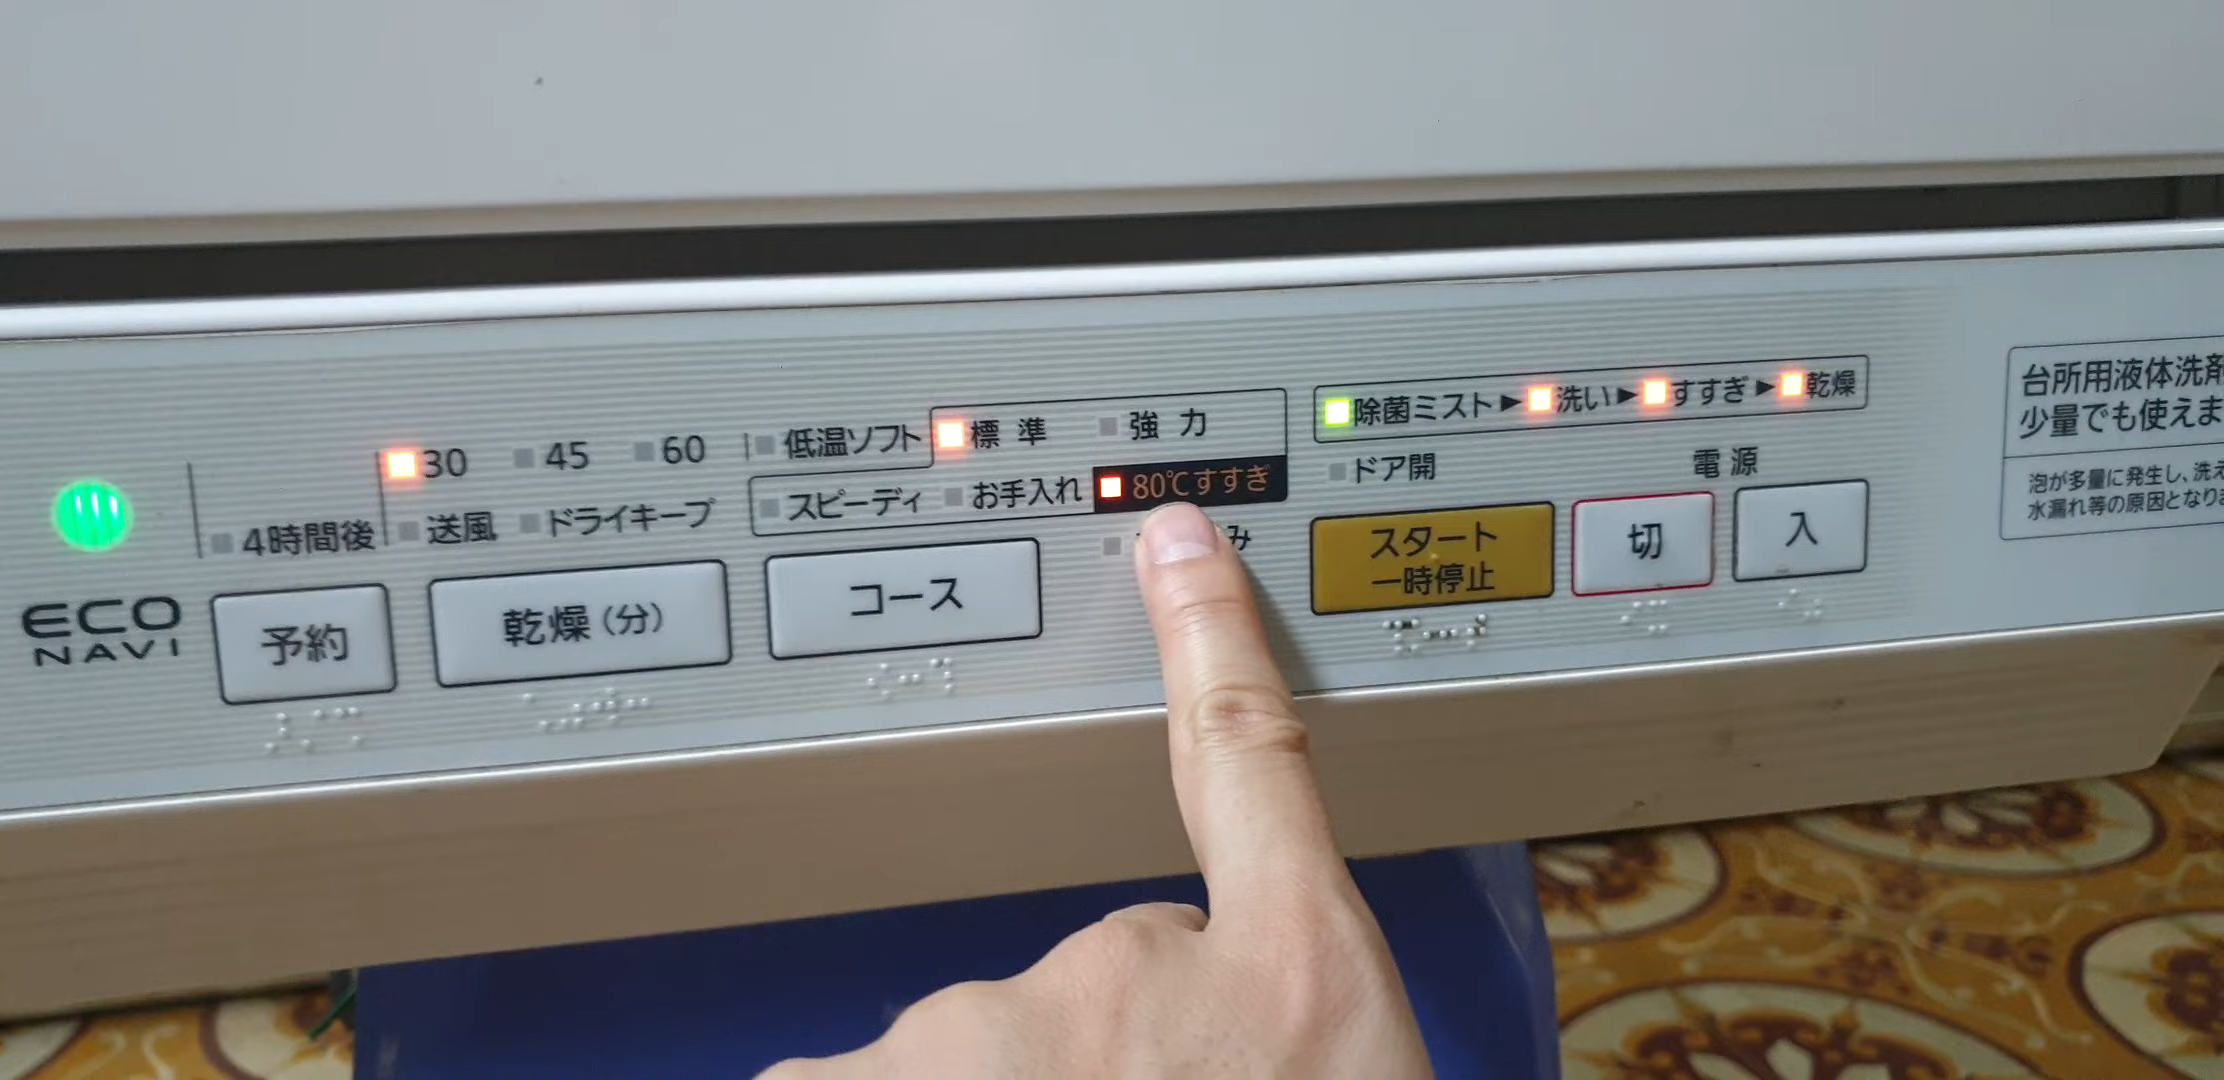 30 45 60
4時間後 送風 ドライキープ
低温ソフト 標準 強力
スピーディ お手入れ 80℃すすぎ
み
除菌ミスト▶洗い▶すすぎ▶乾燥
ドア開
電源
ECO
NAVI
予約
乾燥(分)
コース
スタート
一時停止
切
入
台所用液体洗剤
少量でも使えま
泡が多量に発生し、洗え
水漏れ等の原因となりま